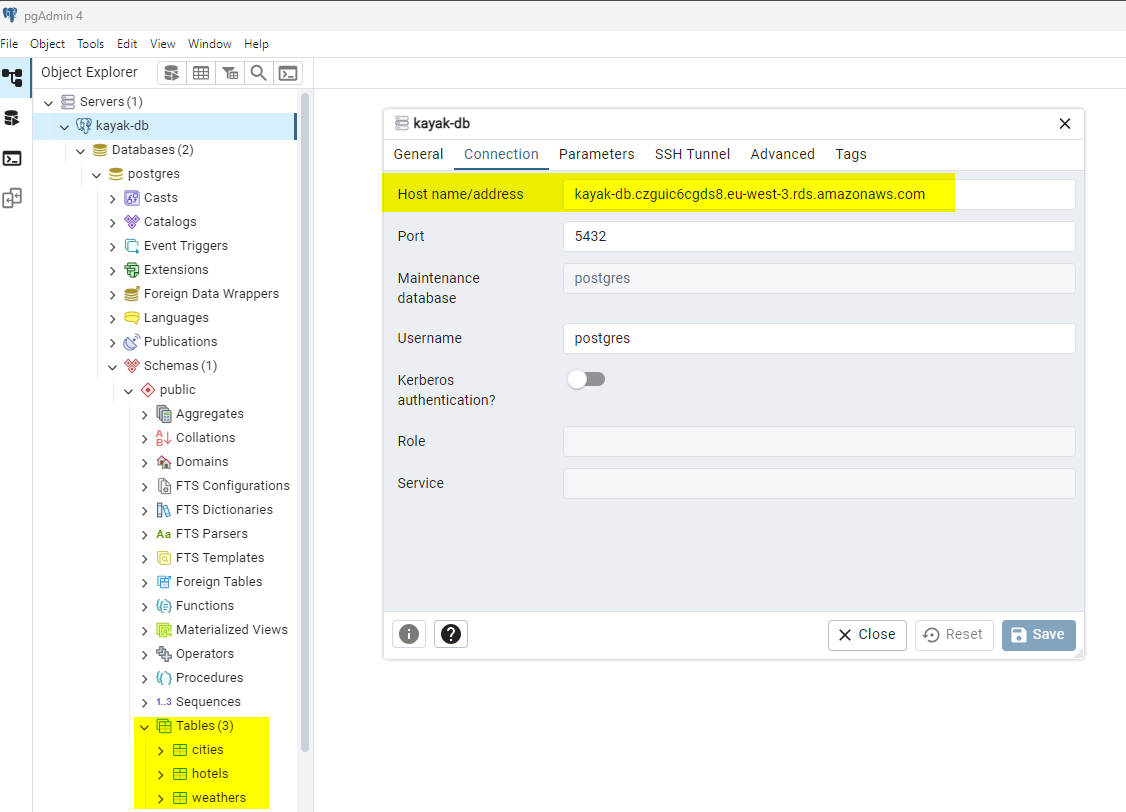 pgAdmin 4
File Object Tools Edit View Window Help
Object Explorer
Servers (1)
kayak-db
Databases (2)
postgres
Casts
Catalogs
Event Triggers
Extensions
Foreign Data Wrappers
Languages
Publications
Schemas (1)
public
Aggregates
Collations
Domains
FTS Configurations
FTS Dictionaries
Aa FTS Parsers
FTS Templates
Foreign Tables
Functions
Materialized Views
Operators
Procedures
1..3 Sequences
Tables (3)
cities
hotels
weathers
kayak-db
General Connection Parameters SSH Tunnel Advanced Tags
Host name/address kayak-db.czguic6cgds8.eu-west-3.rds.amazonaws.com
Port 5432
Maintenance
database
postgres
Username postgres
Kerberos
authentication?
Role
Service
Close Reset Save